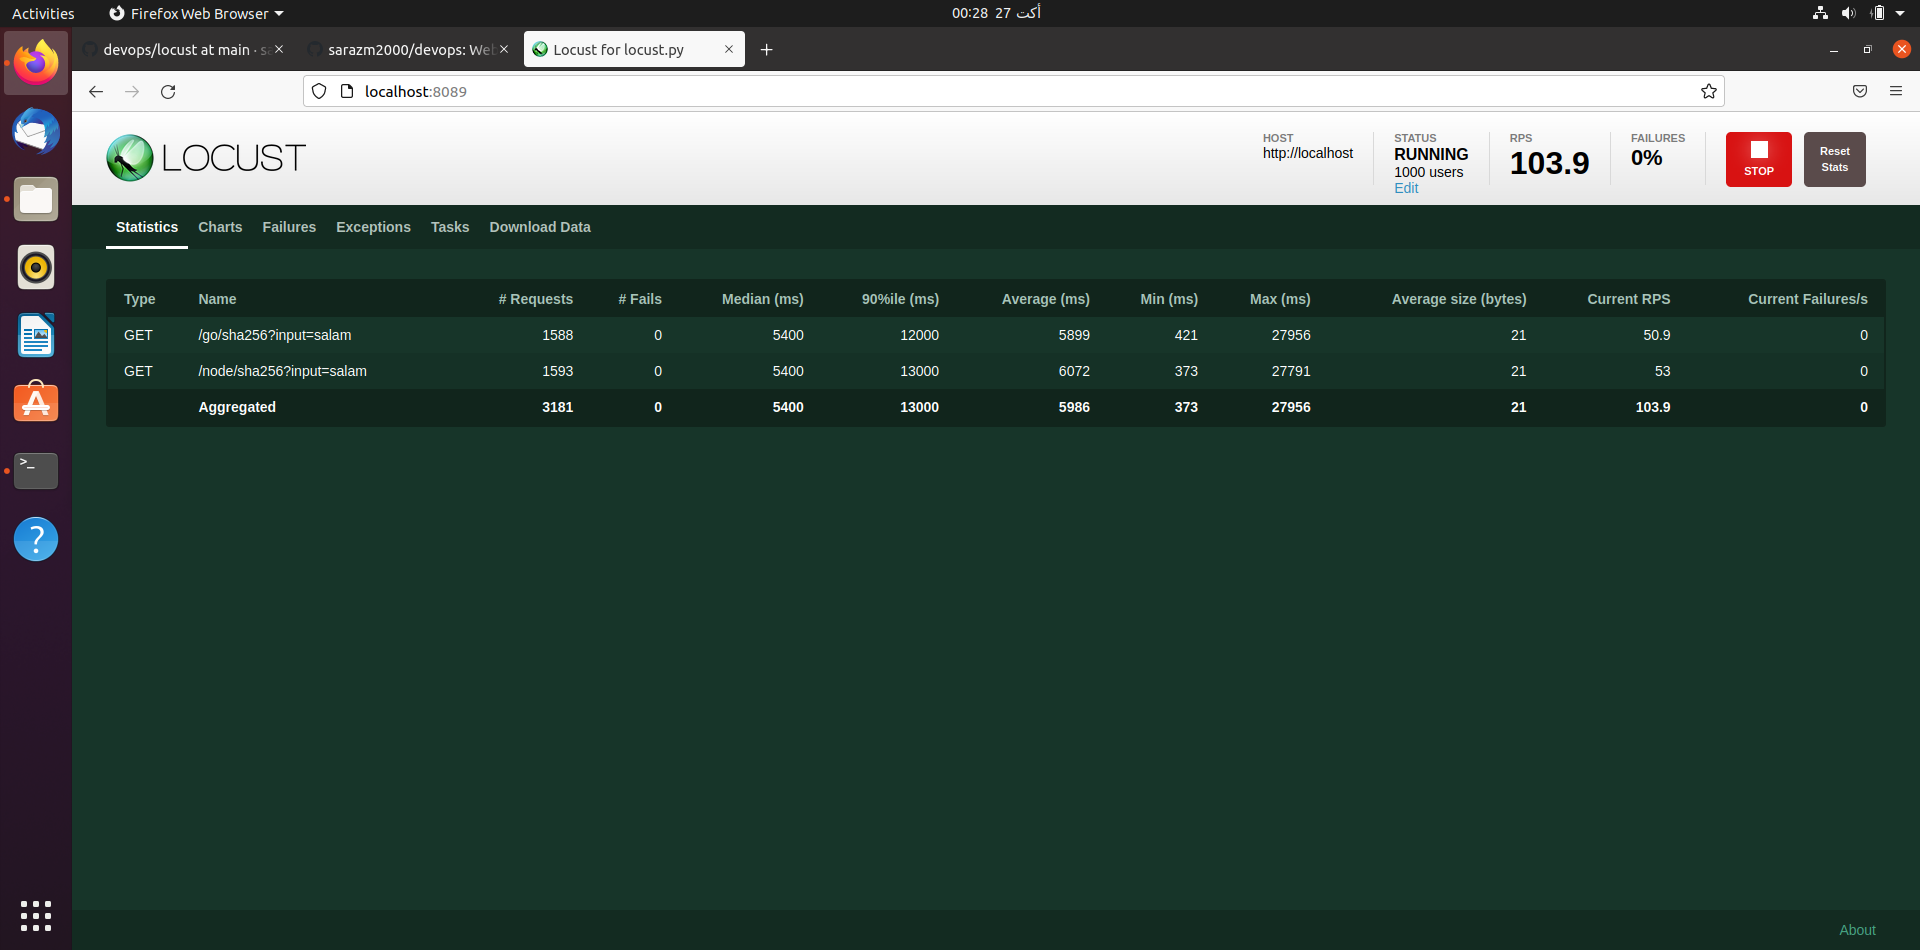 Activities
Firefox Web Browser
00:28 27 أكت
devops/locust at main · sa
sarazm2000/devops: Web
Locust for locust.py
localhost:8089
LOCUST
HOST
http://localhost
STATUS
RUNNING
1000 users
Edit
RPS
103.9
FAILURES
0%
STOP
Reset
Stats
Statistics Charts Failures Exceptions Tasks Download Data
Type Name # Requests # Fails Median (ms) 90%ile (ms) Average (ms) Min (ms) Max (ms) Average size (bytes) Current RPS Current Failures/s
GET /go/sha256?input=salam 1588 0 5400 12000 5899 421 27956 21 50.9 0
GET /node/sha256?input=salam 1593 0 5400 13000 6072 373 27791 21 53 0
Aggregated 3181 0 5400 13000 5986 373 27956 21 103.9 0
About